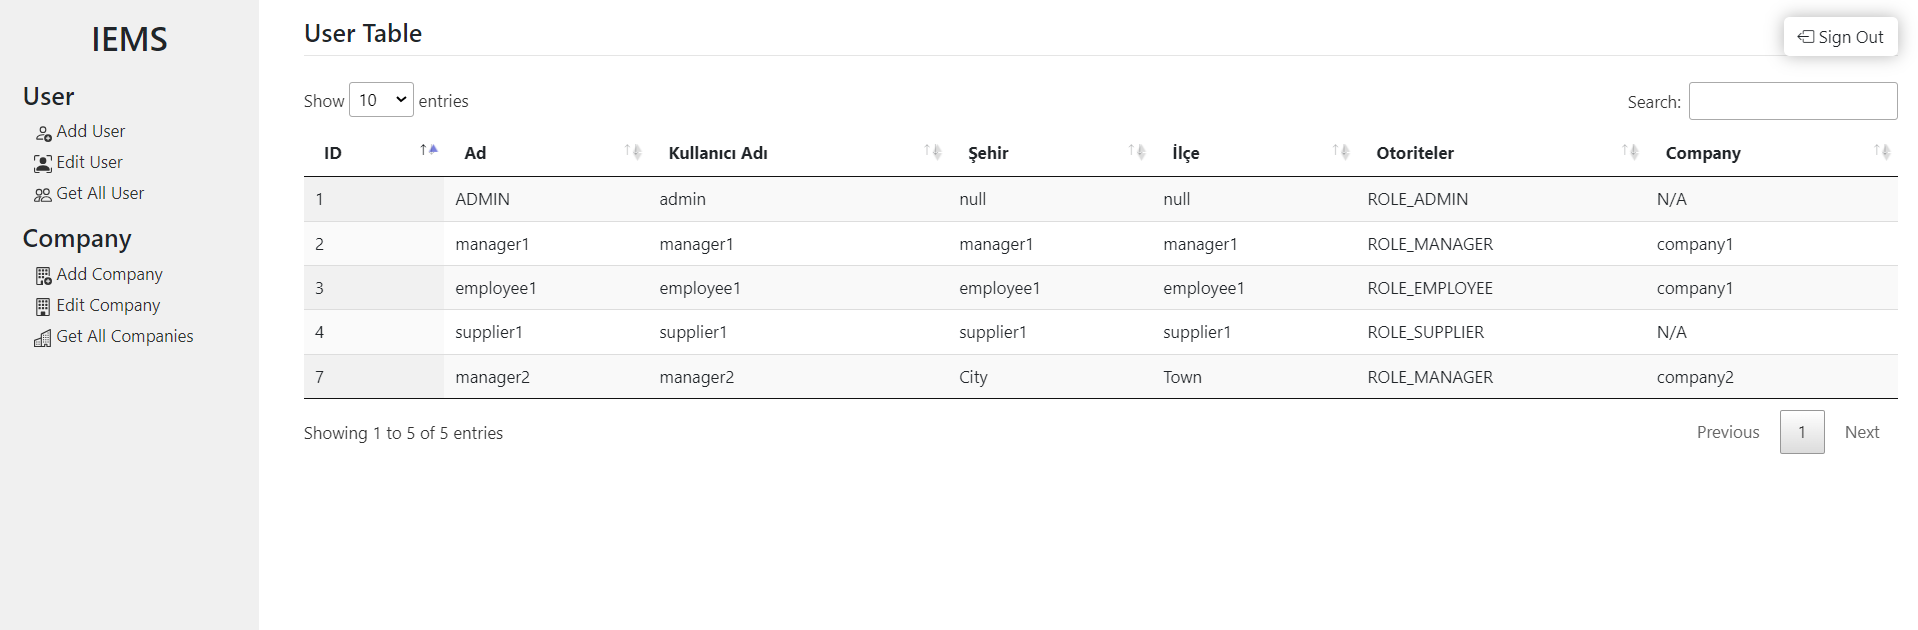 IEMS
User
Add User
Edit User
Get All User
Company
Add Company
Edit Company
Get All Companies
User Table
Sign Out
Show 10 entries
Search:
ID Ad Kullanıcı Adı Şehir İlçe Otoriteler Company
1 ADMIN admin null null ROLE_ADMIN N/A
2 manager1 manager1 manager1 manager1 ROLE_MANAGER company1
3 employee1 employee1 employee1 employee1 ROLE_EMPLOYEE company1
4 supplier1 supplier1 supplier1 supplier1 ROLE_SUPPLIER N/A
7 manager2 manager2 City Town ROLE_MANAGER company2
Showing 1 to 5 of 5 entries
Previous 1 Next